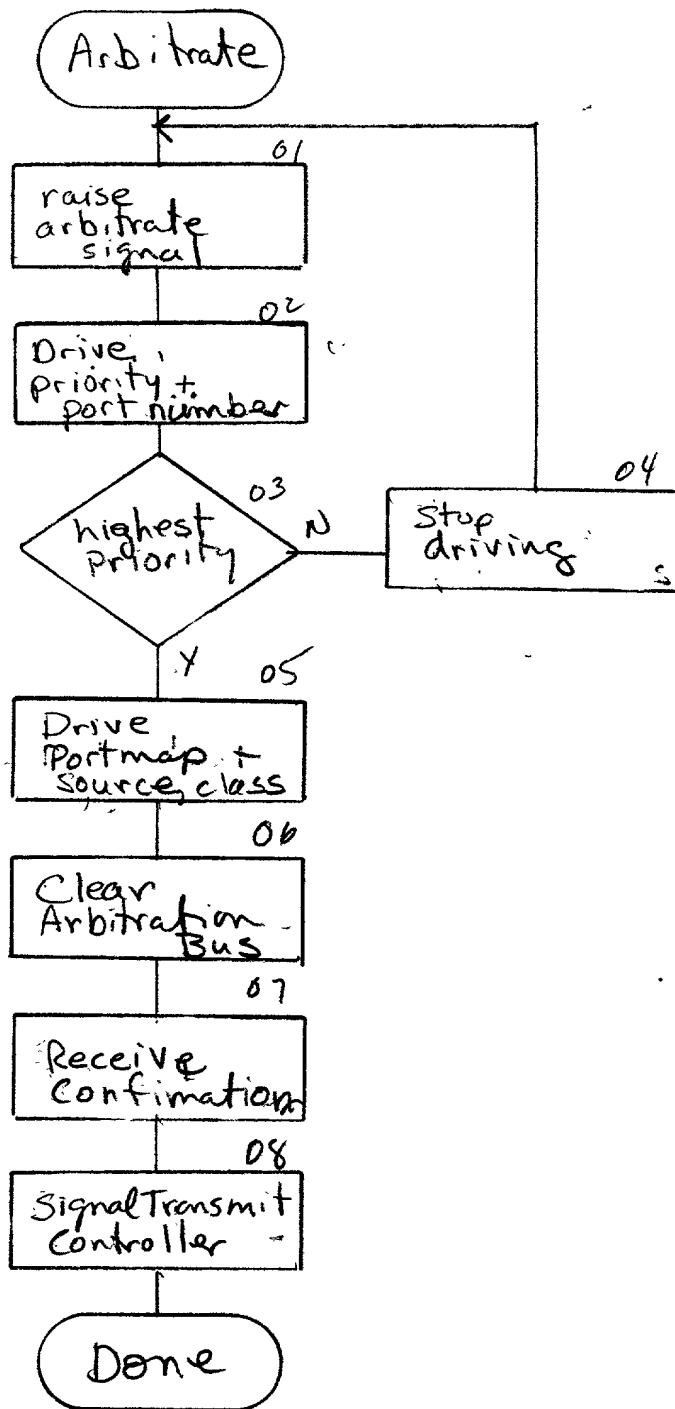 Arbitrate
01
raise
arbitrate
signal
02
Drive
priority +
port number
03
highest
priority
N
04
Stop
driving
Y
05
Drive
Portmap +
source class
06
Clear
Arbitration
Bus
07
Receive
Confimation
08
Signal Transmit
Controller
Done